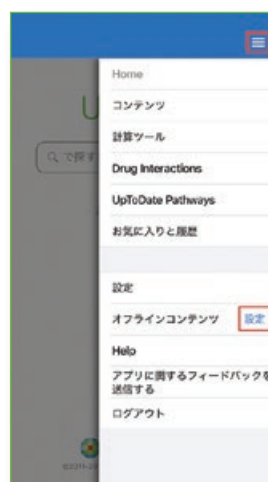 Home
コンテンツ
計算ツール
Drug Interactions
UpToDate Pathways
お気に入りと履歴
設定
オフラインコンテンツ 設定
Help
アプリに関するフィードバックを
送信する
ログアウト
U
で探す